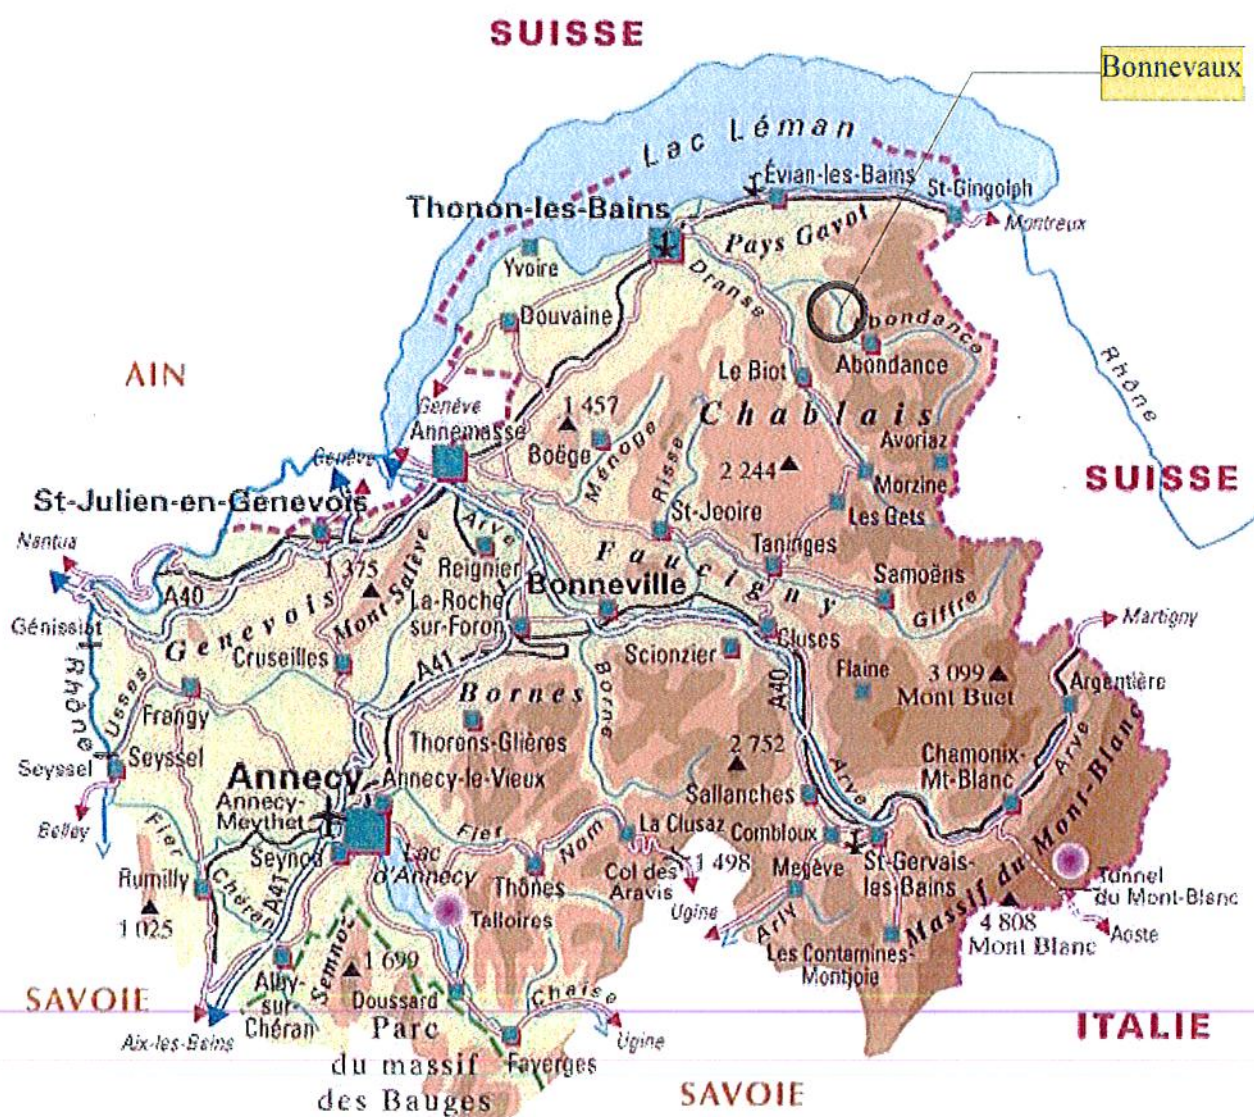 SUISSE
Bonnevaux
Lac Léman
Évian-les-Bains
St-Gingolph
Thonon-les-Bains
Montreux
Pays Gavot
Yvoire
Dranse
Douvaine
Abondance
Abondance
Rhône
AIN
Le Biot
Genève
Annemasse
1 457
Chablais
Boëge
Ménoge
Risse
Avoriaz
Genève
2 244
Morzine
SUISSE
St-Julien-en-Genevois
Les Gets
St-Jeoire
Nantua
Arve
Faucigny
Taninges
1 375
Mont Salève
Reignier
Bonneville
Samoëns
A40
La-Roche
sur-Foron
Giffre
Génissiat
Genevois
Cluses
Martigny
Cruseilles
A41
Scionzier
Flaine
3 099
Mont Buet
Rhône
Usses
Bornes
Borne
A40
Argentière
Frangy
Thorens-Glières
2 752
Chamonix-
Mt-Blanc
Arve
Seyssel
Seyssel
Annecy
Annecy-le-Vieux
Sallanches
Arve
Annecy-
Meythet
Belley
Fier
Fier
Nom
La Clusaz
Combloux
Seynod
Lac
d'Annecy
Col des
Aravis
1 498
Megève
St-Gervais-
les-Bains
Massif du Mont-Blanc
Rumilly
Chéran
A41
Thônes
Tunnel
du Mont-Blanc
Talloires
Ugine
Arly
1 025
4 808
Mont Blanc
Aoste
Semnoz
1 699
Les Contamines-
Montjoie
SAVOIE
Alby-
sur-
Chéran
Doussard
Chaise
Aix-les-Bains
Parc
du massif
des Bauges
Faverges
Ugine
ITALIE
SAVOIE